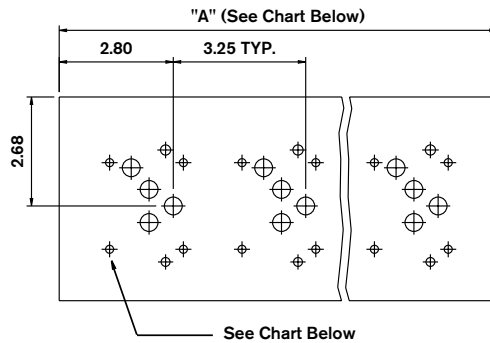 "A" (See Chart Below)
2.80
3.25 TYP.
2.68
See Chart Below